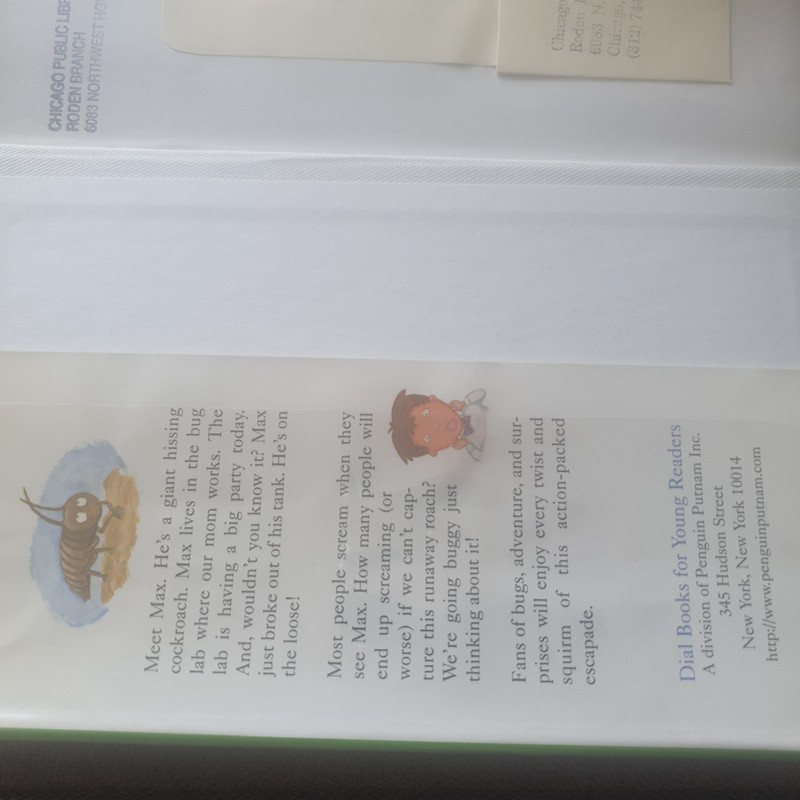 CHICAGO PUBLIC
RODEN BRANCH
6083
Chicago
Roden
6083 N.
Chicago,
(312) 744
Meet Max. He's a giant hissing
cockroach. Max lives in the bug
lab where our mom works. The
lab is having a big party today.
And, wouldn't you know it? Max
just broke out of his tank. He's on
the loose!
Most people scream when they
see Max. How many people will
end up screaming (or
worse) if we can't cap-
ture this runaway roach?
We're going buggy just
thinking about it!
Fans of bugs, adventure, and sur-
prises will enjoy every twist and
squirm of this action-packed
escapade.
Dial Books for Young Readers
A division of Penguin Putnam Inc.
345 Hudson Street
New York, New York 10014
http://www.penguinputnam.com